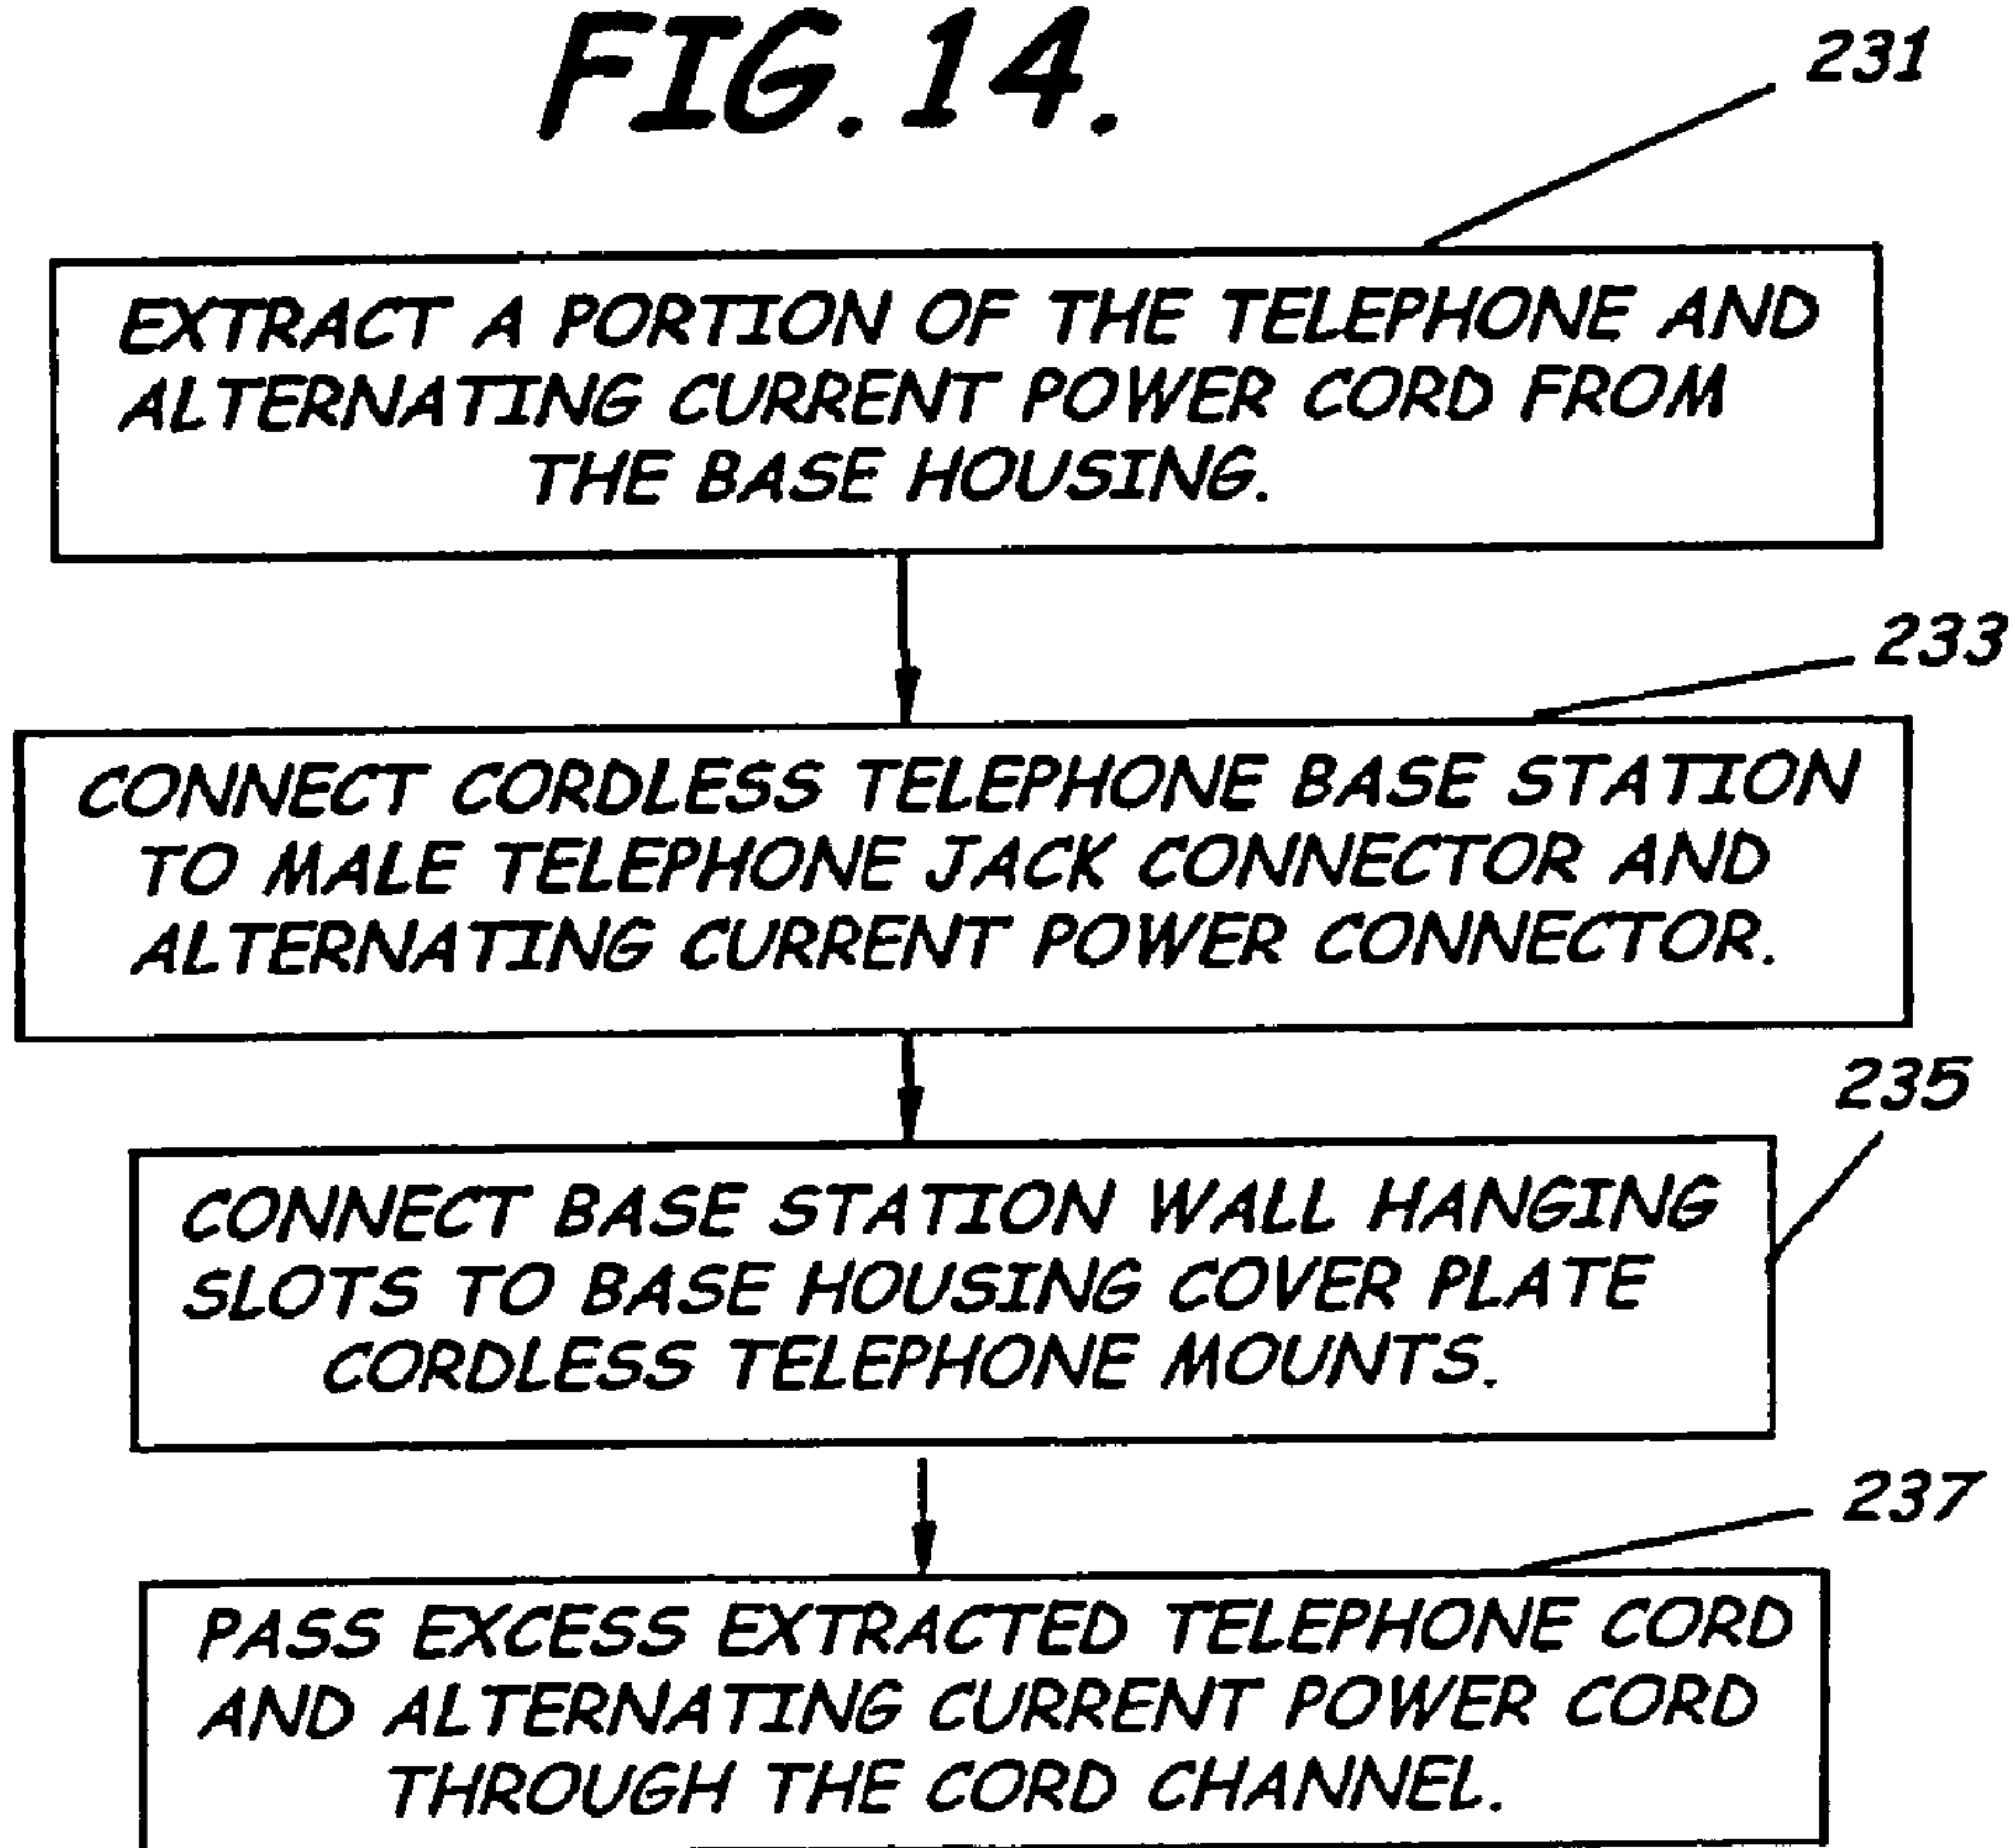 FIG. 14.
231
EXTRACT A PORTION OF THE TELEPHONE AND
ALTERNATING CURRENT POWER CORD FROM
THE BASE HOUSING.
233
CONNECT CORDLESS TELEPHONE BASE STATION
TO MALE TELEPHONE JACK CONNECTOR AND
ALTERNATING CURRENT POWER CONNECTOR.
235
CONNECT BASE STATION WALL HANGING
SLOTS TO BASE HOUSING COVER PLATE
CORDLESS TELEPHONE MOUNTS.
237
PASS EXCESS EXTRACTED TELEPHONE CORD
AND ALTERNATING CURRENT POWER CORD
THROUGH THE CORD CHANNEL.